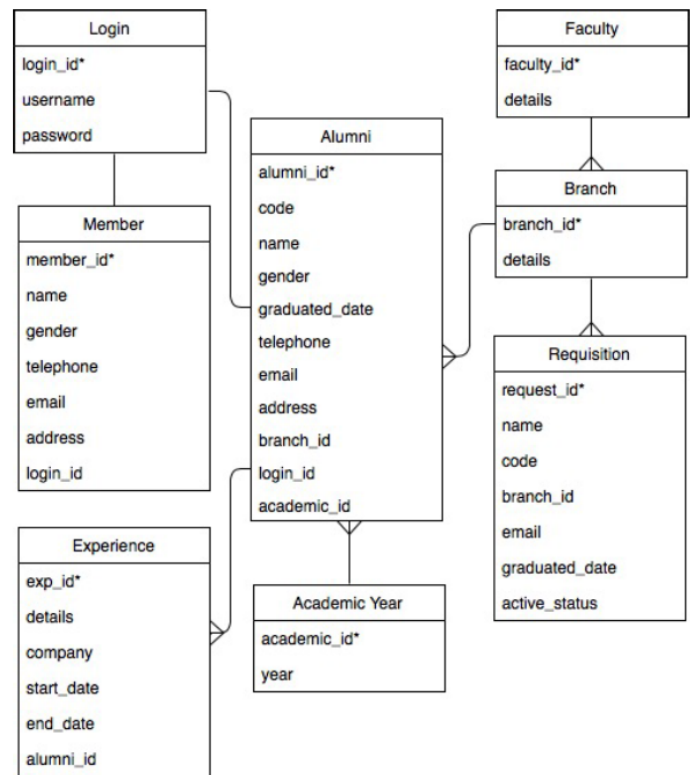 Login
login_id*
username
password
Member
member_id*
name
gender
telephone
email
address
login_id
Experience
exp_id*
details
company
start_date
end_date
alumni_id
Alumni
alumni_id*
code
name
gender
graduated_date
telephone
email
address
branch_id
login_id
academic_id
Academic Year
academic_id*
year
Faculty
faculty_id*
details
Branch
branch_id*
details
Requisition
request_id*
name
code
branch_id
email
graduated_date
active_status